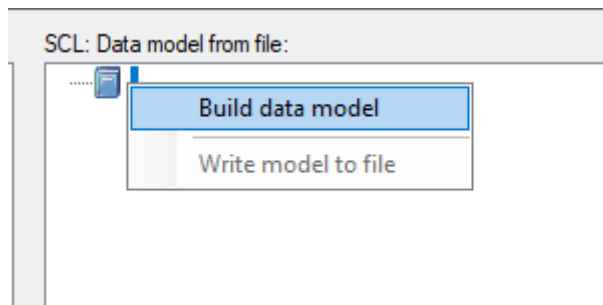 SCL: Data model from file:
Build data model
Write model to file